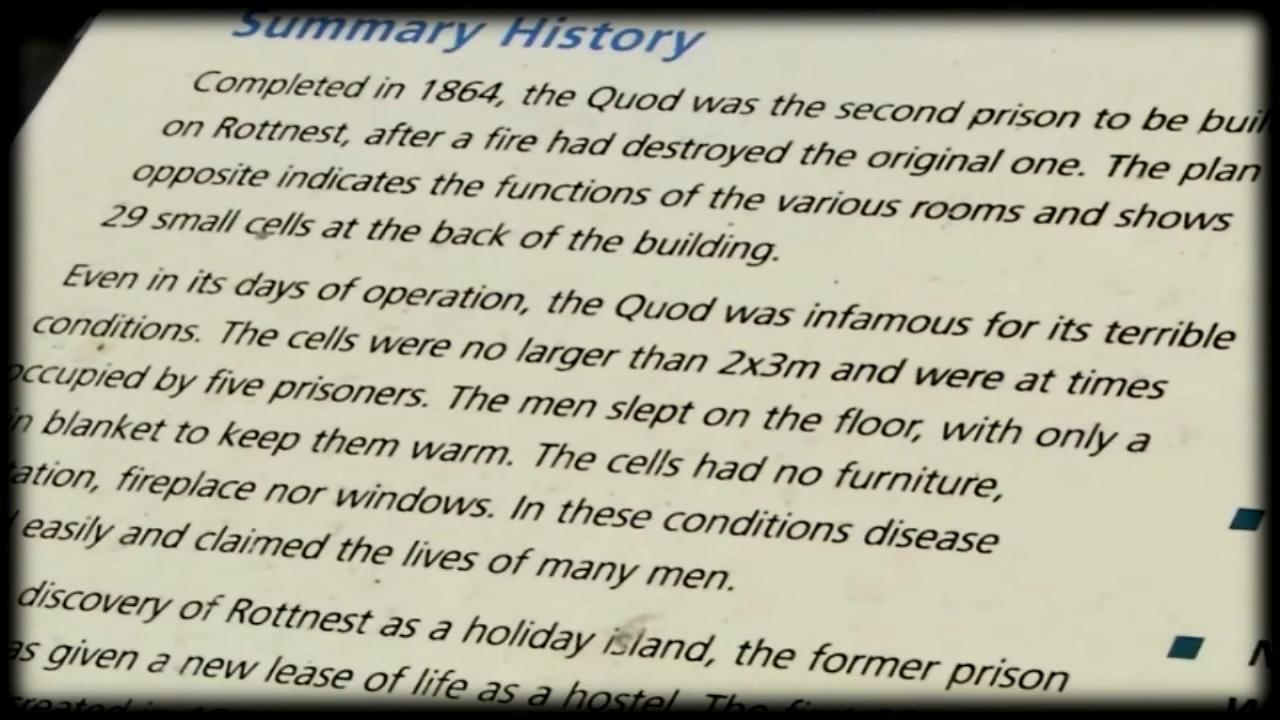 Summary History
Completed in 1864, the Quod was the second prison to be buil
on Rottnest, after a fire had destroyed the original one. The plan
opposite indicates the functions of the various rooms and shows
29 small cells at the back of the building.
Even in its days of operation, the Quod was infamous for its terrible
conditions. The cells were no larger than 2x3m and were at times
occupied by five prisoners. The men slept on the floor, with only a
in blanket to keep them warm. The cells had no furniture,
ation, fireplace nor windows. In these conditions disease
easily and claimed the lives of many men.
discovery of Rottnest as a holiday island, the former prison
as given a new lease of life as a hostel. The first